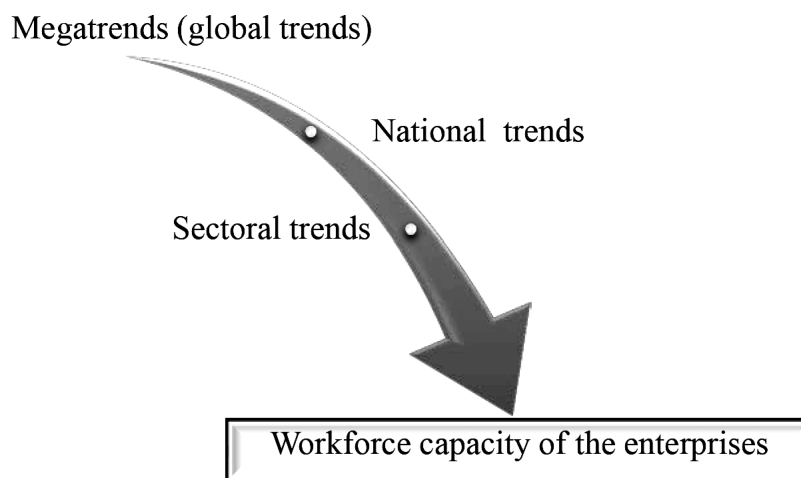 Megatrends (global trends)
National trends
Sectoral trends
Workforce capacity of the enterprises